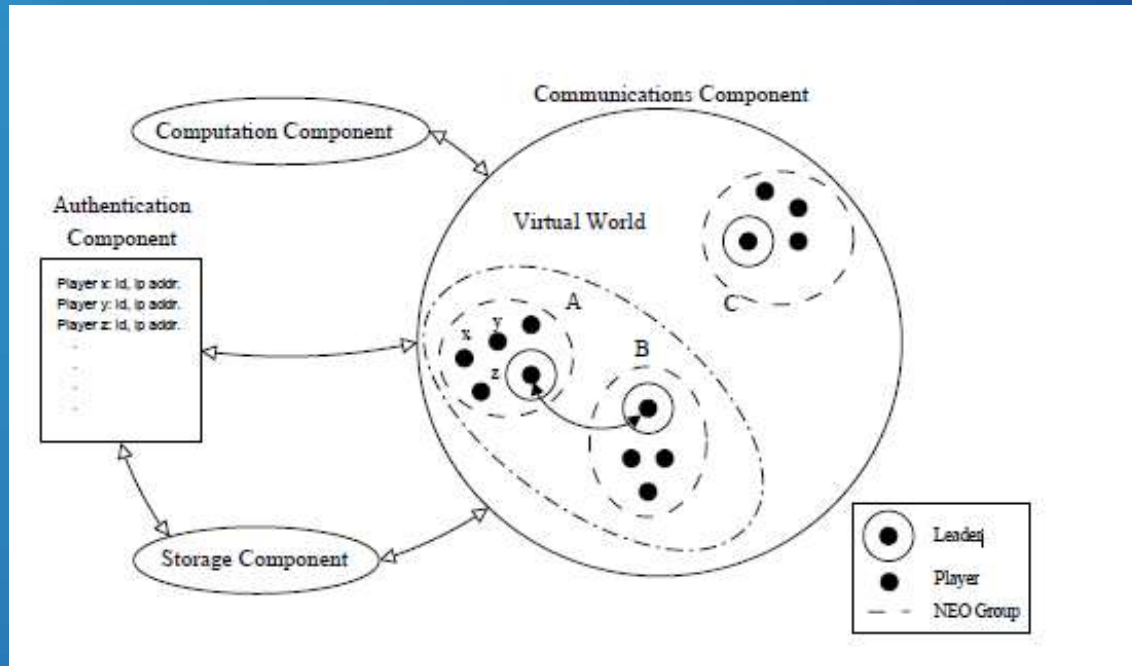 Communications Component
Computation Component
Authentication
Component
Virtual World
Player x: Id, Ip addr.
Player y: Id, Ip addr.
Player z: Id, Ip addr.
A
x
y
z
B
C
Storage Component
Leader
Player
NEO Group